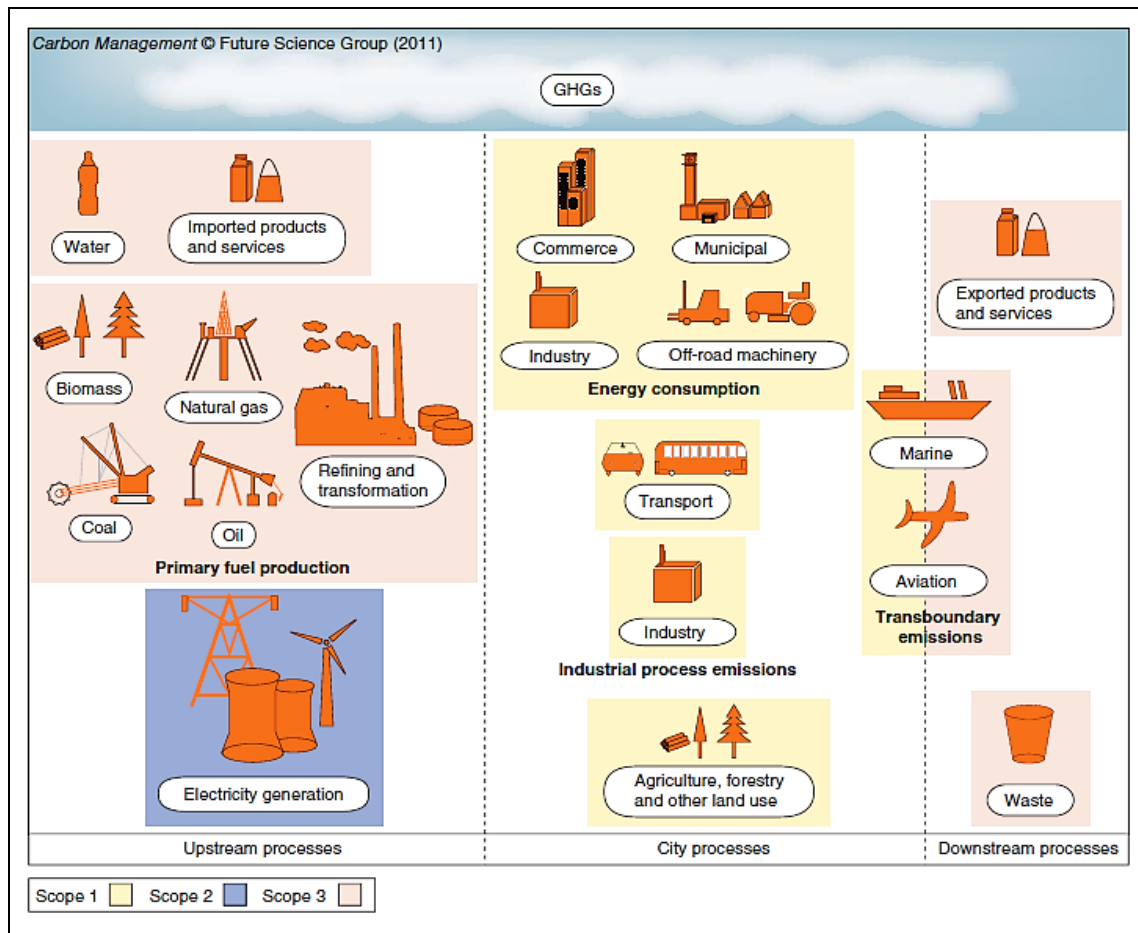 Carbon Management © Future Science Group (2011)
GHGs
Water
Imported products
and services
Biomass
Natural gas
Coal
Oil
Refining and
transformation
Primary fuel production
Electricity generation
Commerce
Municipal
Industry
Off-road machinery
Energy consumption
Transport
Industry
Industrial process emissions
Agriculture, forestry
and other land use
Exported products
and services
Marine
Aviation
Transboundary
emissions
Waste
Upstream processes
City processes
Downstream processes
Scope 1
Scope 2
Scope 3